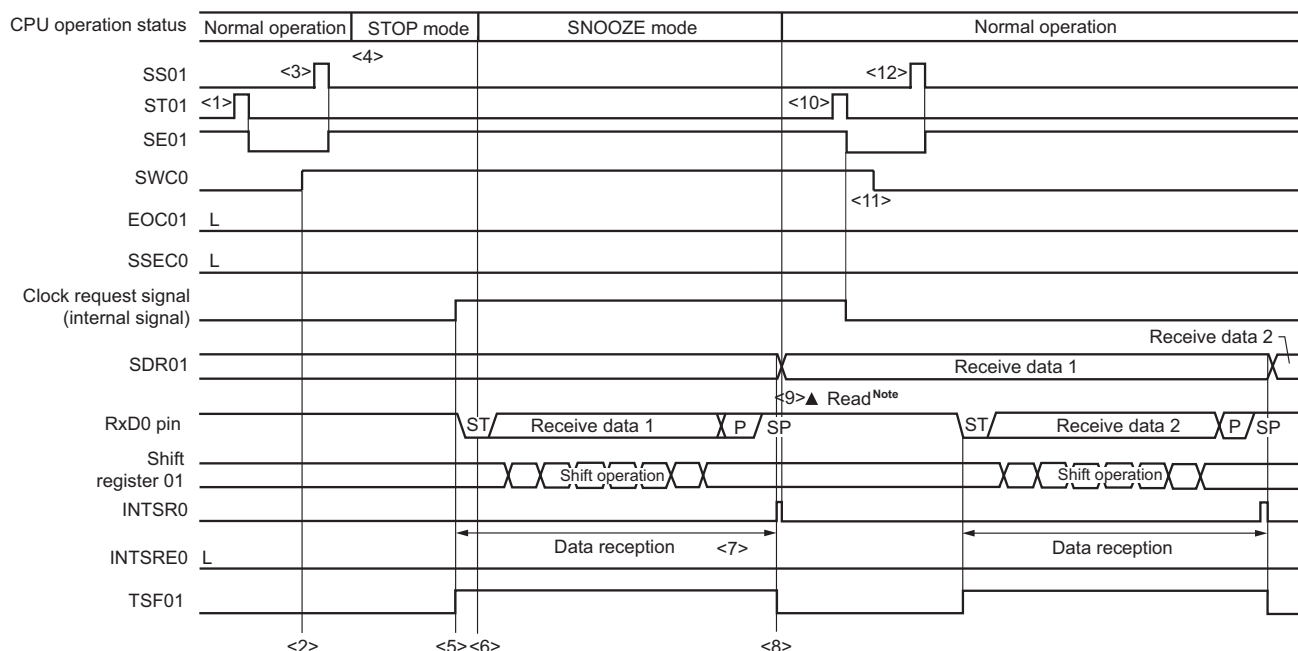 CPU operation status Normal operation STOP mode SNOOZE mode Normal operation
<4>
SS01 <3> <12>
ST01 <1> <10>
SE01
SWC0
<11>
EOC01 L
SSEC0 L
Clock request signal
(internal signal)
Receive data 2
SDR01 Receive data 1
<9>▲ Read Note
RxD0 pin ST Receive data 1 P SP ST Receive data 2 P SP
Shift
register 01 Shift operation Shift operation
INTSR0
Data reception <7> Data reception
INTSRE0 L
TSF01
<2> <5> <6> <8>